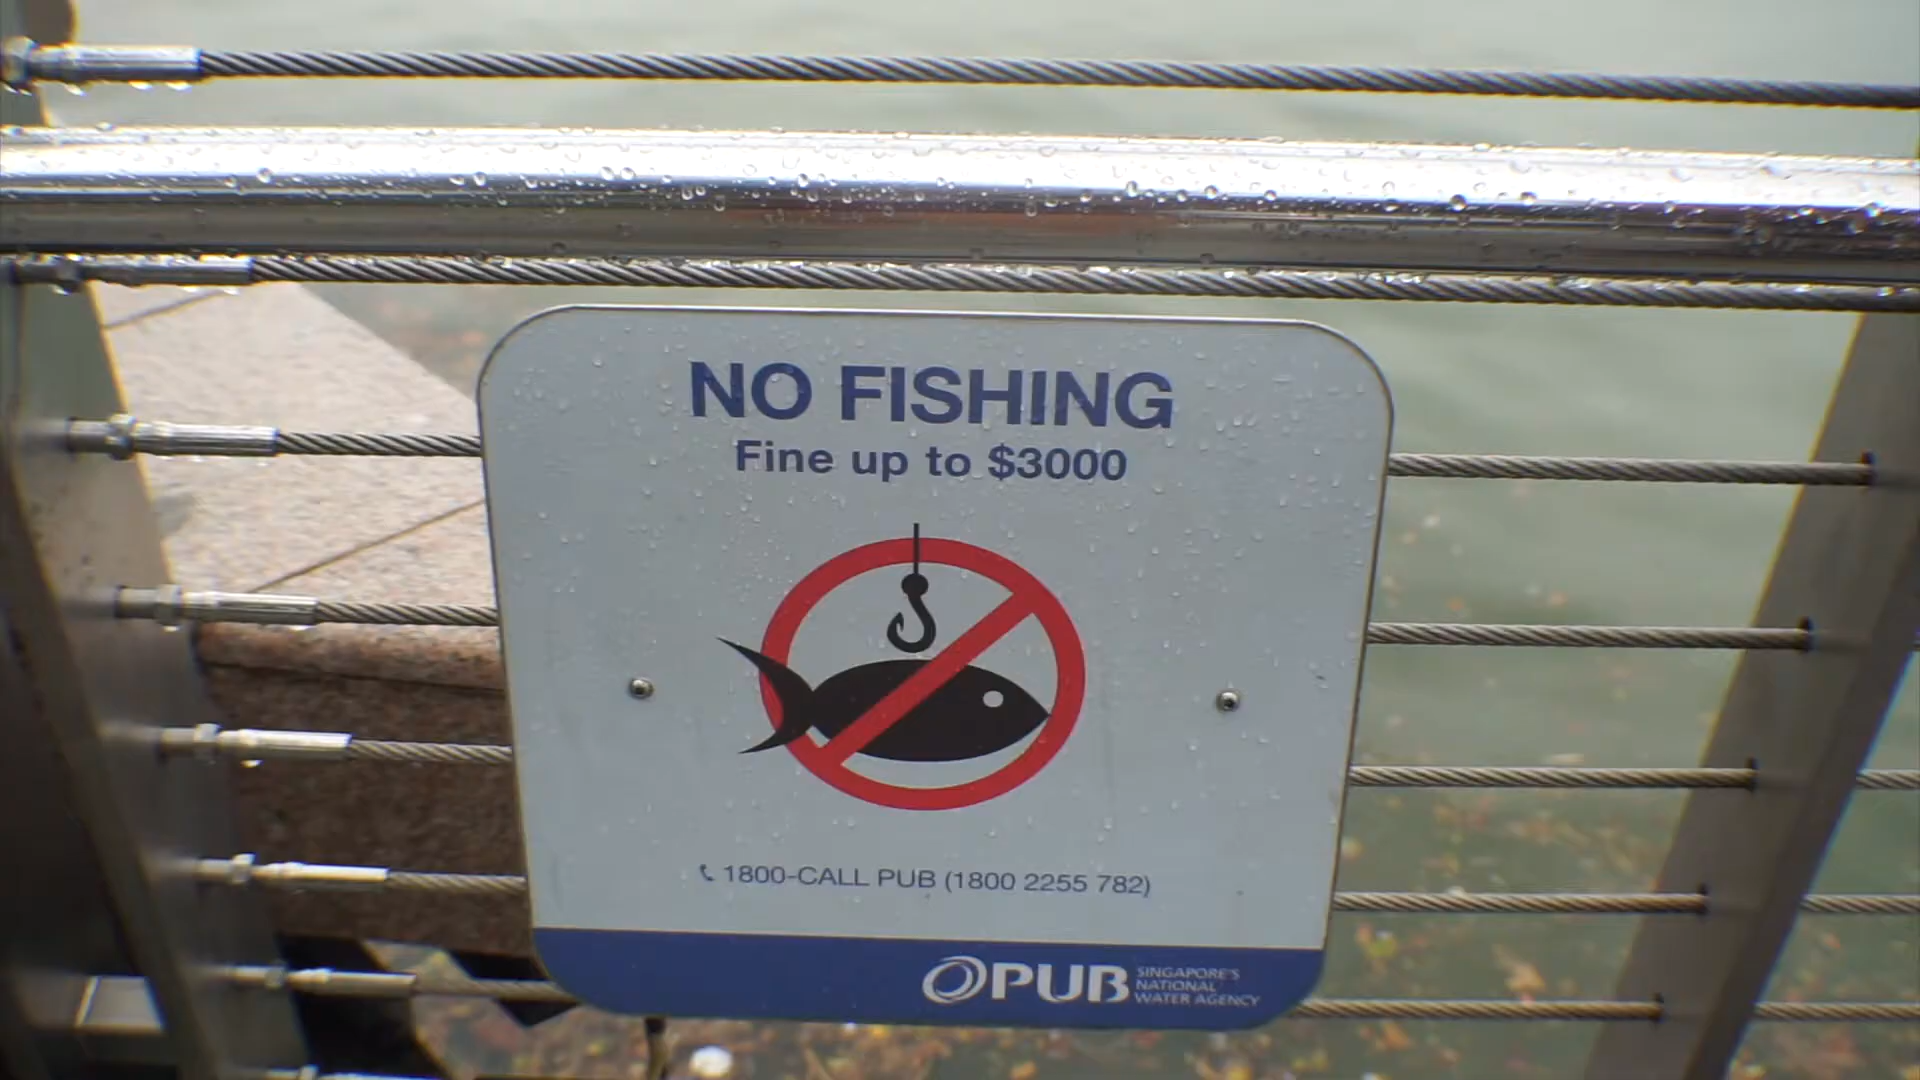 NO FISHING
Fine up to $3000
1800-CALL PUB (1800 2255 782)
PUB
SINGAPORE'S
NATIONAL
WATER AGENCY